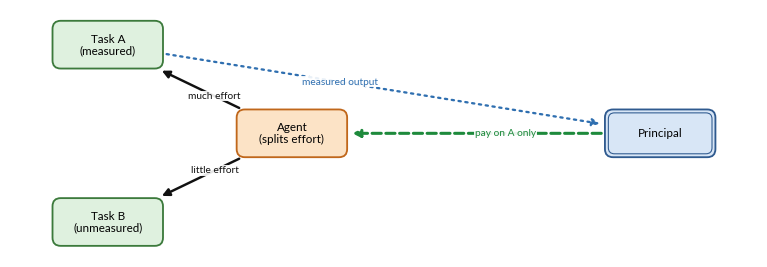 Task A
(measured)
measured output
much effort
Agent
(splits effort)
pay on A only
Principal
little effort
Task B
(unmeasured)